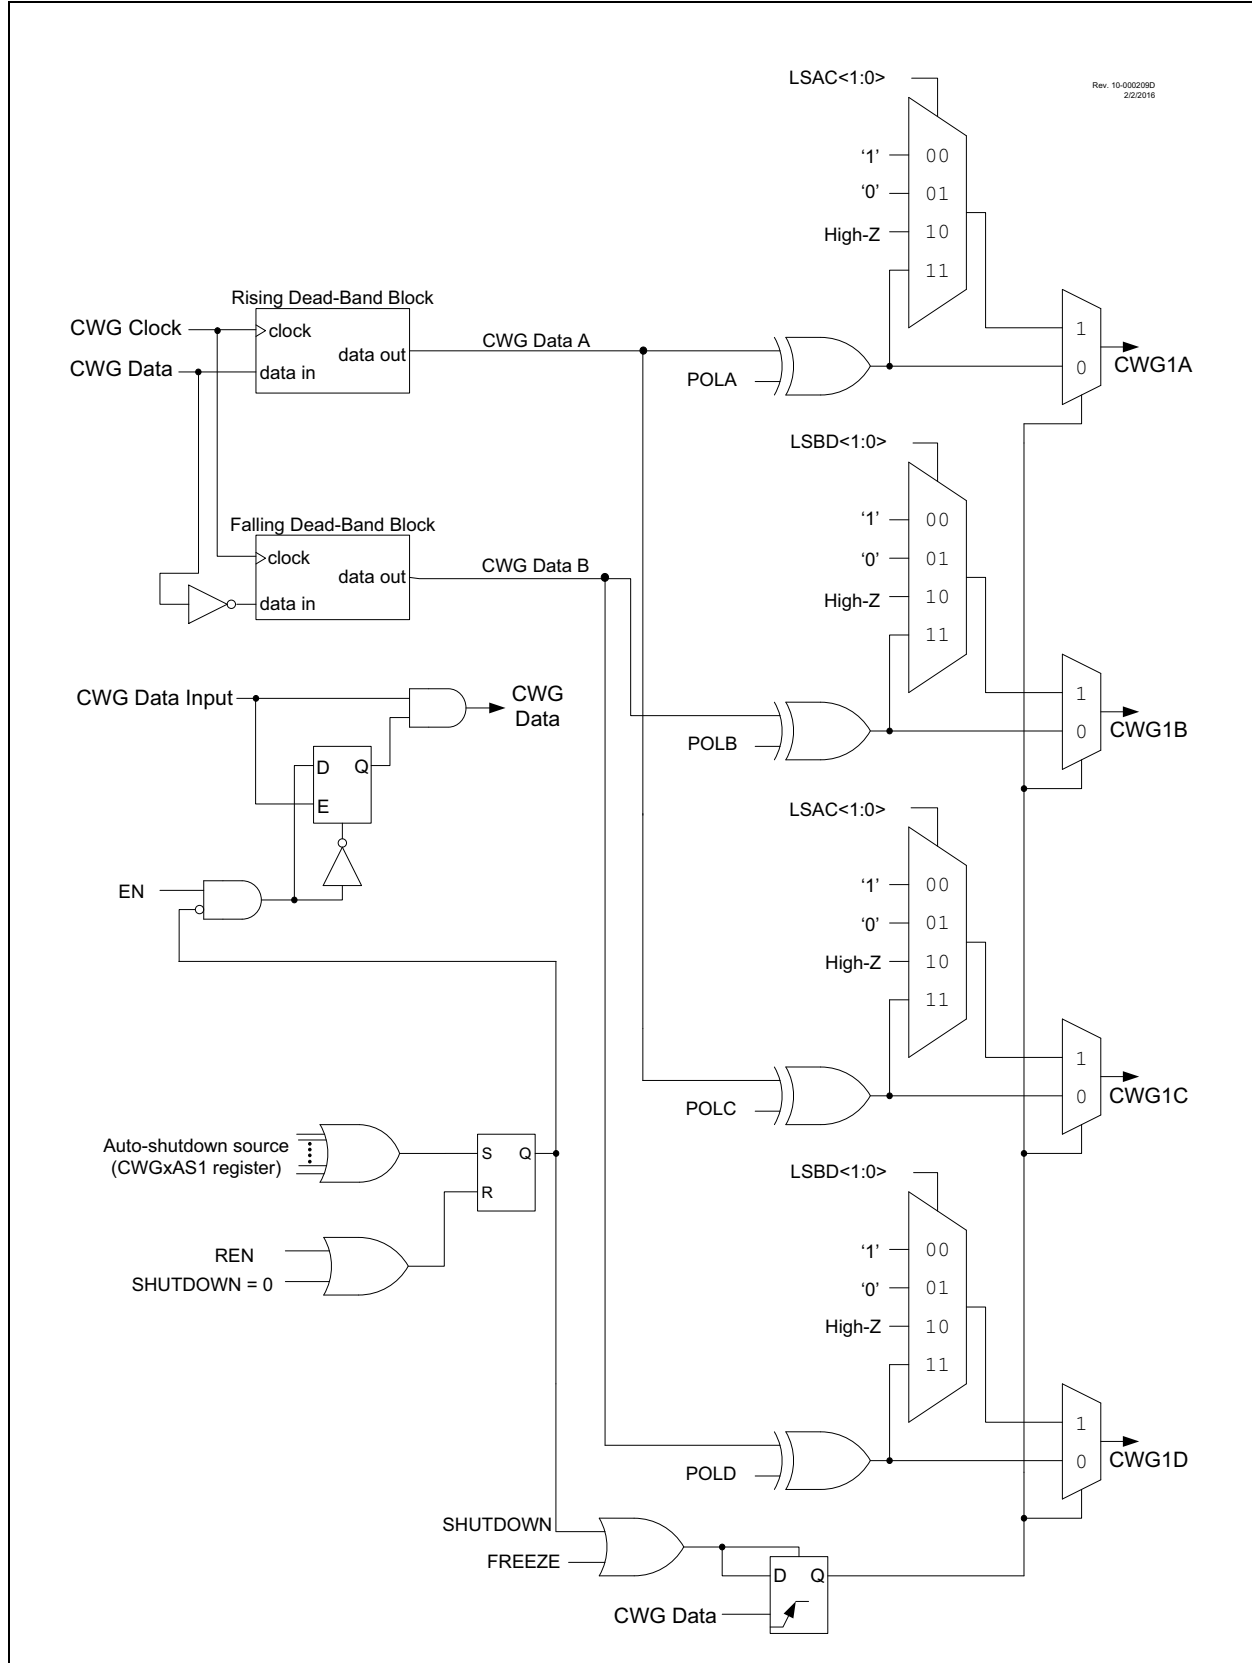 LSAC<1:0>
Rev. 10-000209D
2/2/2016
'1'
00
'0'
01
High-Z
10
11
Rising Dead-Band Block
CWG Clock
clock
data out
CWG Data
data in
CWG Data A
POLA
1
0
CWG1A
LSBD<1:0>
'1'
00
'0'
01
High-Z
10
11
Falling Dead-Band Block
clock
data out
data in
CWG Data B
POLB
1
0
CWG1B
CWG Data Input
CWG
Data
D
Q
E
EN
LSAC<1:0>
'1'
00
'0'
01
High-Z
10
11
POLC
1
0
CWG1C
Auto-shutdown source
(CWGxAS1 register)
S
Q
R
REN
SHUTDOWN = 0
LSBD<1:0>
'1'
00
'0'
01
High-Z
10
11
POLD
1
0
CWG1D
SHUTDOWN
FREEZE
D
Q
CWG Data